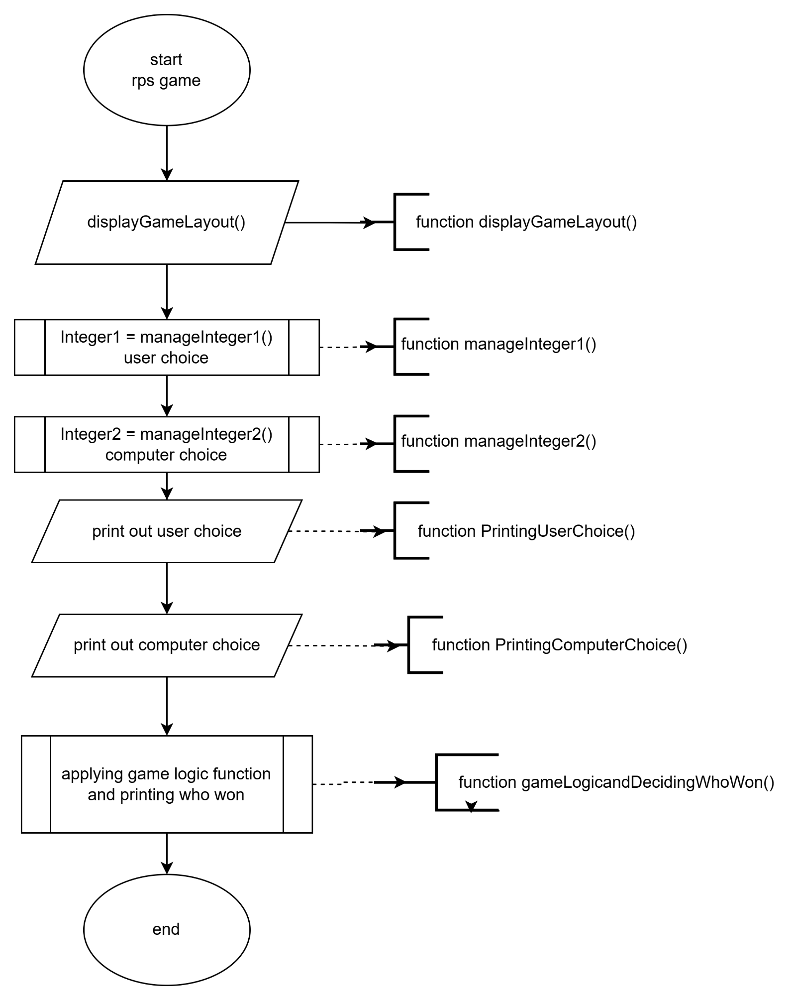 start
rps game
displayGameLayout()
function displayGameLayout()
Integer1 = manageInteger1()
user choice
function manageInteger1()
Integer2 = manageInteger2()
computer choice
function manageInteger2()
print out user choice
function PrintingUserChoice()
print out computer choice
function PrintingComputerChoice()
applying game logic function
and printing who won
function gameLogicandDecidingWhoWon()
end